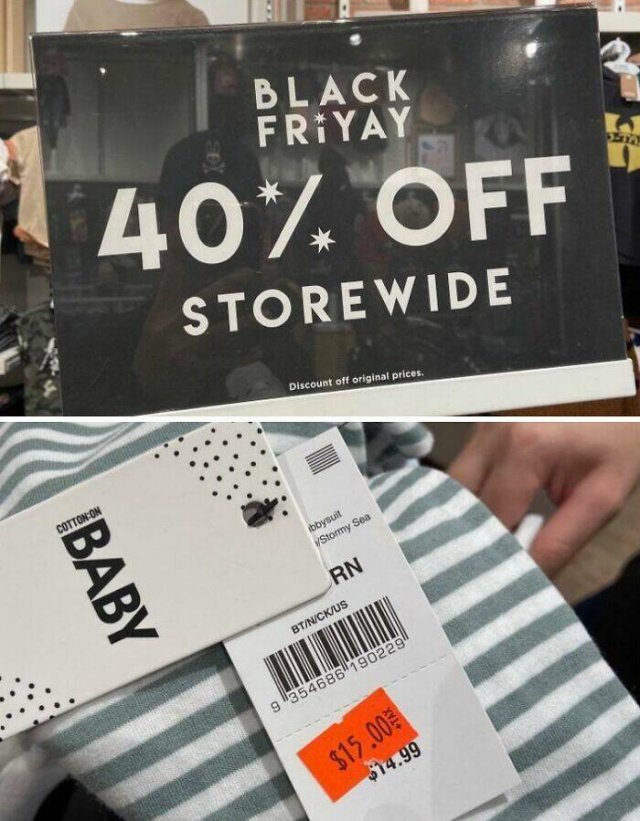 BLACK
FRiYAY
40% OFF
STOREWIDE
Discount off original prices.
COTTON:ON
BABY
bbysuit
/Stormy Sea
RN
BT/N/CK/US
9 354686 190229
$15.00
$14.99